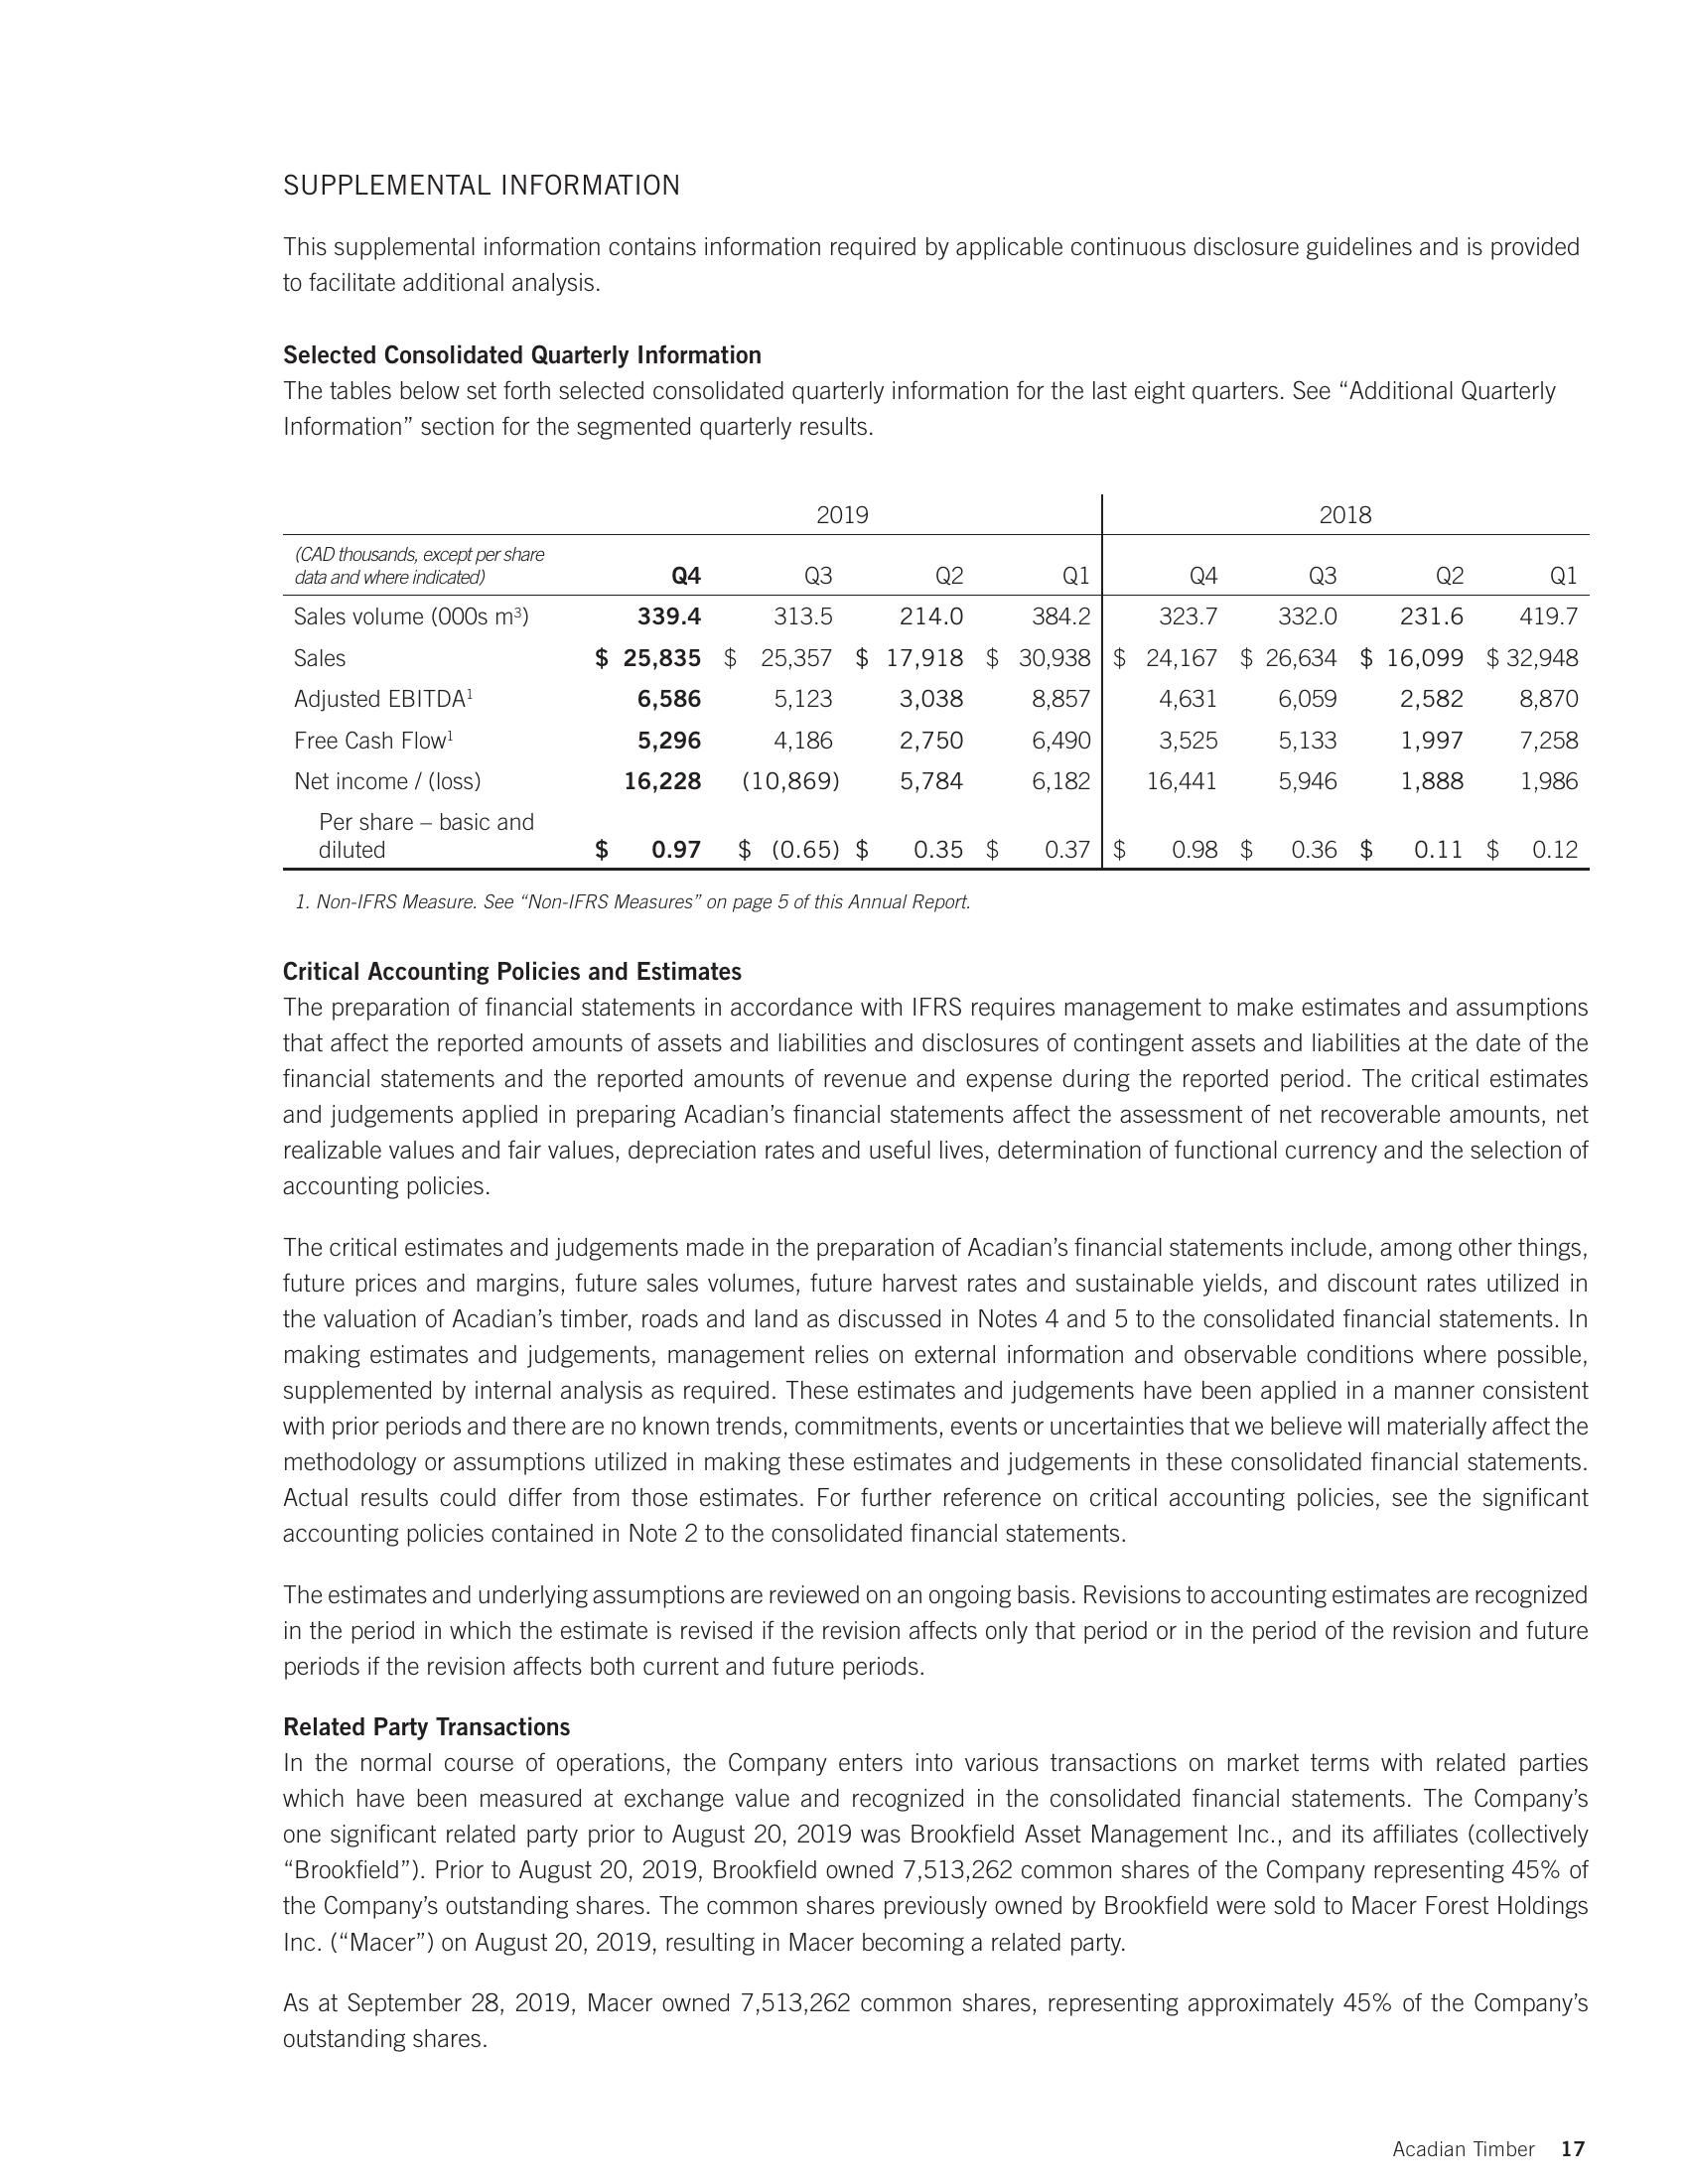 SUPPLEMENTAL INFORMATION
This supplemental information contains information required by applicable continuous disclosure guidelines and is provided
to facilitate additional analysis.
Selected Consolidated Quarterly Information
The tables below set forth selected consolidated quarterly information for the last eight quarters. See “Additional Quarterly
Information” section for the segmented quarterly results.
2019 2018
(CAD thousands, except per share
data and where indicated) Q4 Q3 Q2 Q1 Q4 Q3 Q2 Q1
Sales volume (000s m³) 339.4 313.5 214.0 384.2 323.7 332.0 231.6 419.7
Sales $ 25,835 $ 25,357 $ 17,918 $ 30,938 $ 24,167 $ 26,634 $ 16,099 $ 32,948
Adjusted EBITDA¹ 6,586 5,123 3,038 8,857 4,631 6,059 2,582 8,870
Free Cash Flow¹ 5,296 4,186 2,750 6,490 3,525 5,133 1,997 7,258
Net income / (loss) 16,228 (10,869) 5,784 6,182 16,441 5,946 1,888 1,986
Per share – basic and
diluted $ 0.97 $ (0.65) $ 0.35 $ 0.37 $ 0.98 $ 0.36 $ 0.11 $ 0.12
1. Non-IFRS Measure. See “Non-IFRS Measures” on page 5 of this Annual Report.
Critical Accounting Policies and Estimates
The preparation of financial statements in accordance with IFRS requires management to make estimates and assumptions
that affect the reported amounts of assets and liabilities and disclosures of contingent assets and liabilities at the date of the
financial statements and the reported amounts of revenue and expense during the reported period. The critical estimates
and judgements applied in preparing Acadian’s financial statements affect the assessment of net recoverable amounts, net
realizable values and fair values, depreciation rates and useful lives, determination of functional currency and the selection of
accounting policies.
The critical estimates and judgements made in the preparation of Acadian’s financial statements include, among other things,
future prices and margins, future sales volumes, future harvest rates and sustainable yields, and discount rates utilized in
the valuation of Acadian’s timber, roads and land as discussed in Notes 4 and 5 to the consolidated financial statements. In
making estimates and judgements, management relies on external information and observable conditions where possible,
supplemented by internal analysis as required. These estimates and judgements have been applied in a manner consistent
with prior periods and there are no known trends, commitments, events or uncertainties that we believe will materially affect the
methodology or assumptions utilized in making these estimates and judgements in these consolidated financial statements.
Actual results could differ from those estimates. For further reference on critical accounting policies, see the significant
accounting policies contained in Note 2 to the consolidated financial statements.
The estimates and underlying assumptions are reviewed on an ongoing basis. Revisions to accounting estimates are recognized
in the period in which the estimate is revised if the revision affects only that period or in the period of the revision and future
periods if the revision affects both current and future periods.
Related Party Transactions
In the normal course of operations, the Company enters into various transactions on market terms with related parties
which have been measured at exchange value and recognized in the consolidated financial statements. The Company’s
one significant related party prior to August 20, 2019 was Brookfield Asset Management Inc., and its affiliates (collectively
“Brookfield”). Prior to August 20, 2019, Brookfield owned 7,513,262 common shares of the Company representing 45% of
the Company’s outstanding shares. The common shares previously owned by Brookfield were sold to Macer Forest Holdings
Inc. (“Macer”) on August 20, 2019, resulting in Macer becoming a related party.
As at September 28, 2019, Macer owned 7,513,262 common shares, representing approximately 45% of the Company’s
outstanding shares.
Acadian Timber 17